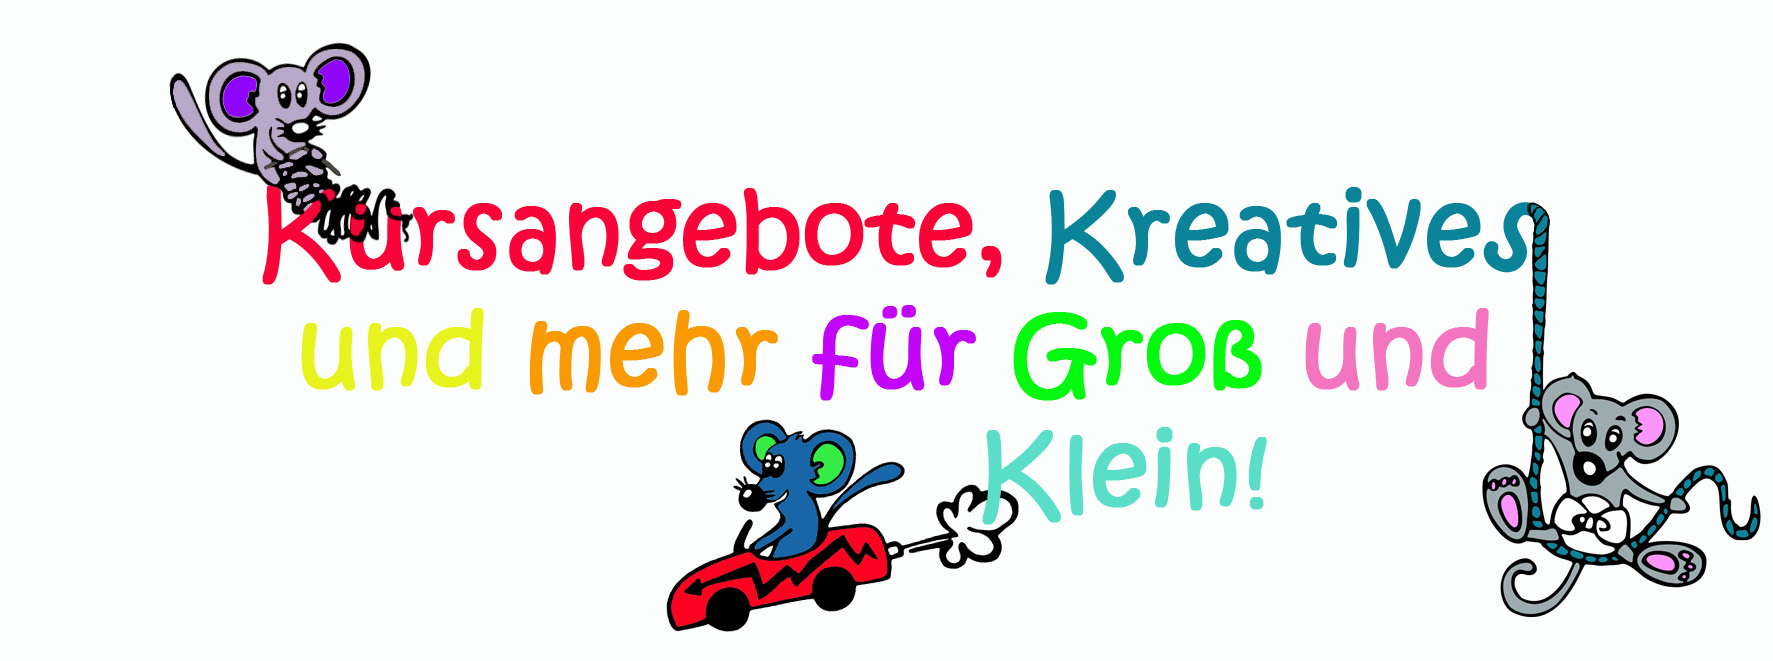 Kursangebote, Kreatives
und mehr für Groß und
Klein!